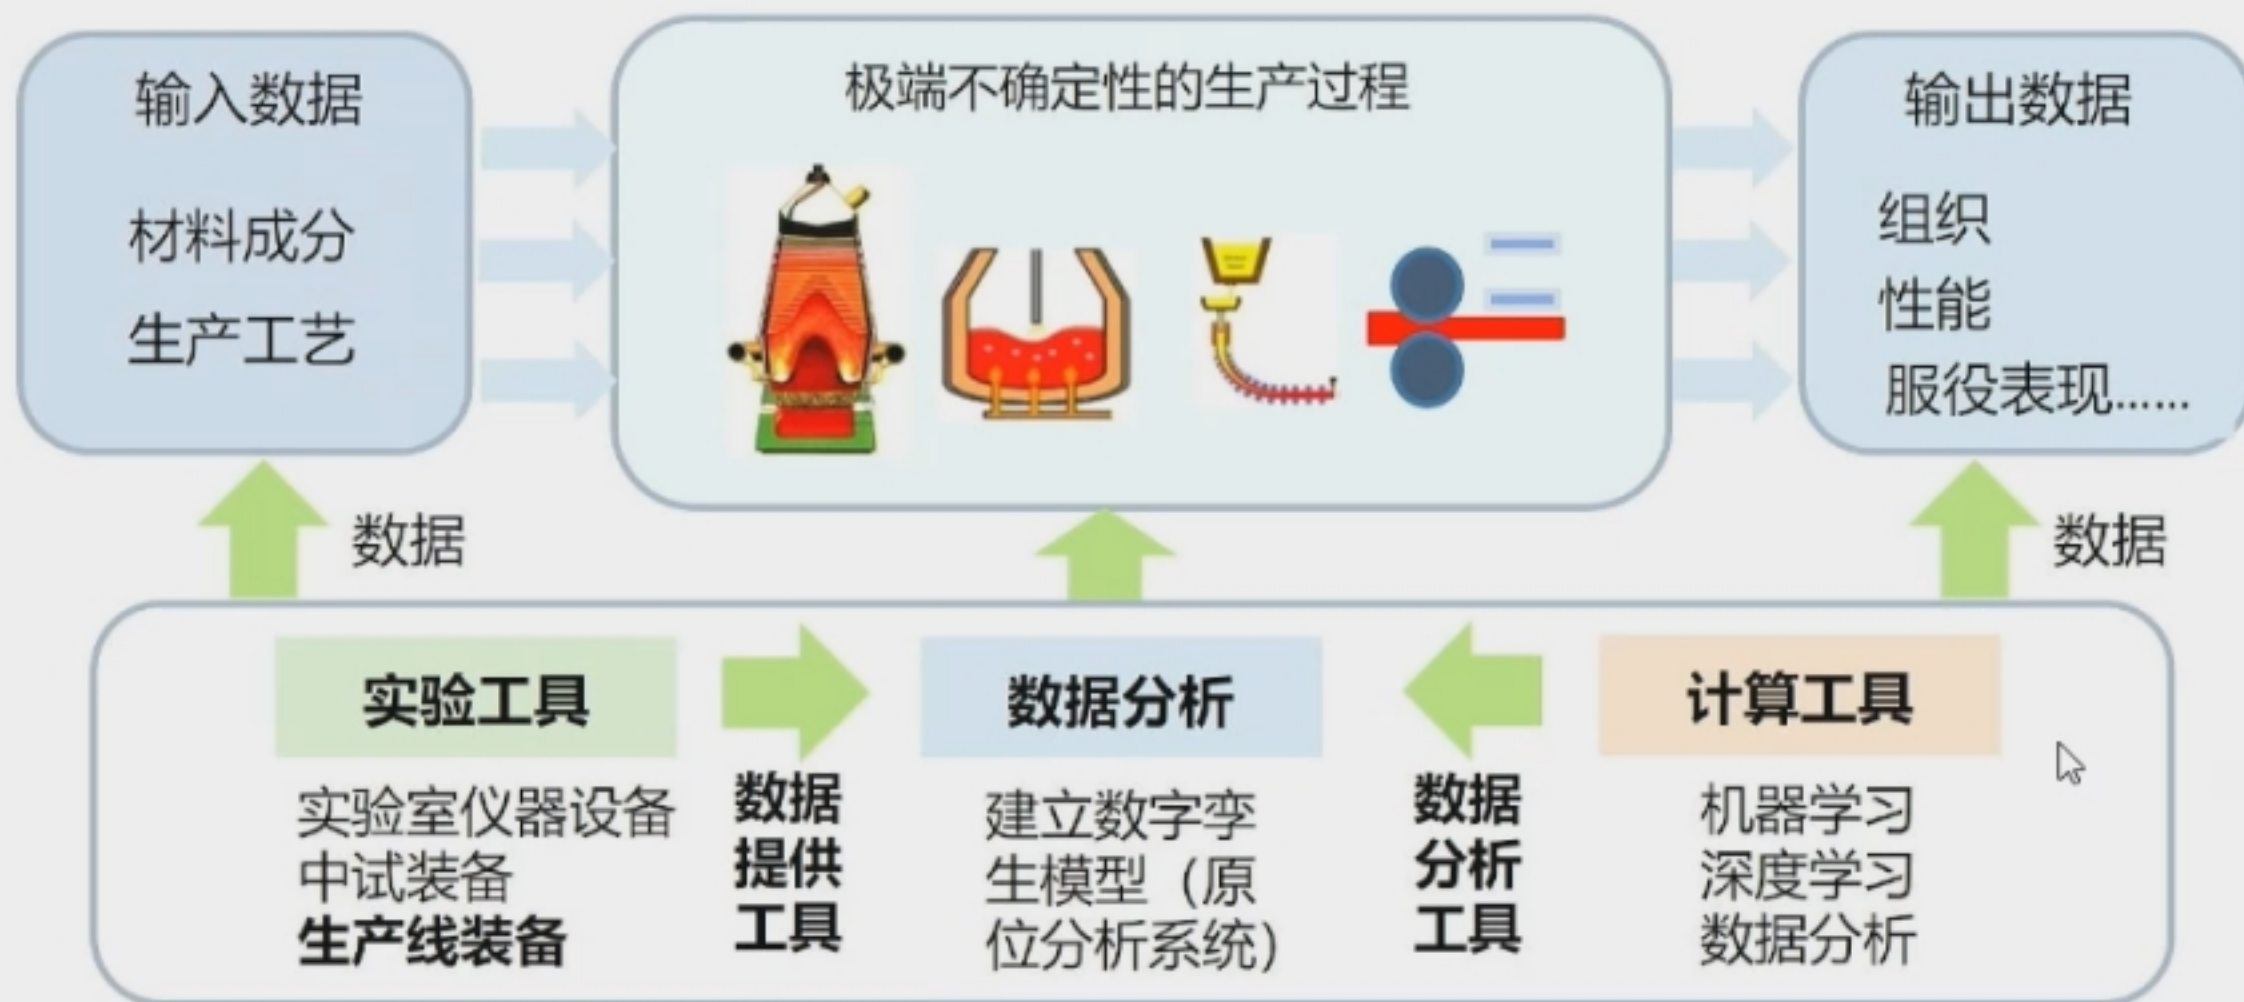 输入数据
材料成分
生产工艺
极端不确定性的生产过程
输出数据
组织
性能
服役表现......
数据
数据
实验工具
实验室仪器设备
中试装备
生产线装备
数据
提供
工具
数据分析
建立数字孪
生模型（原
位分析系统）
数据
分析
工具
计算工具
机器学习
深度学习
数据分析